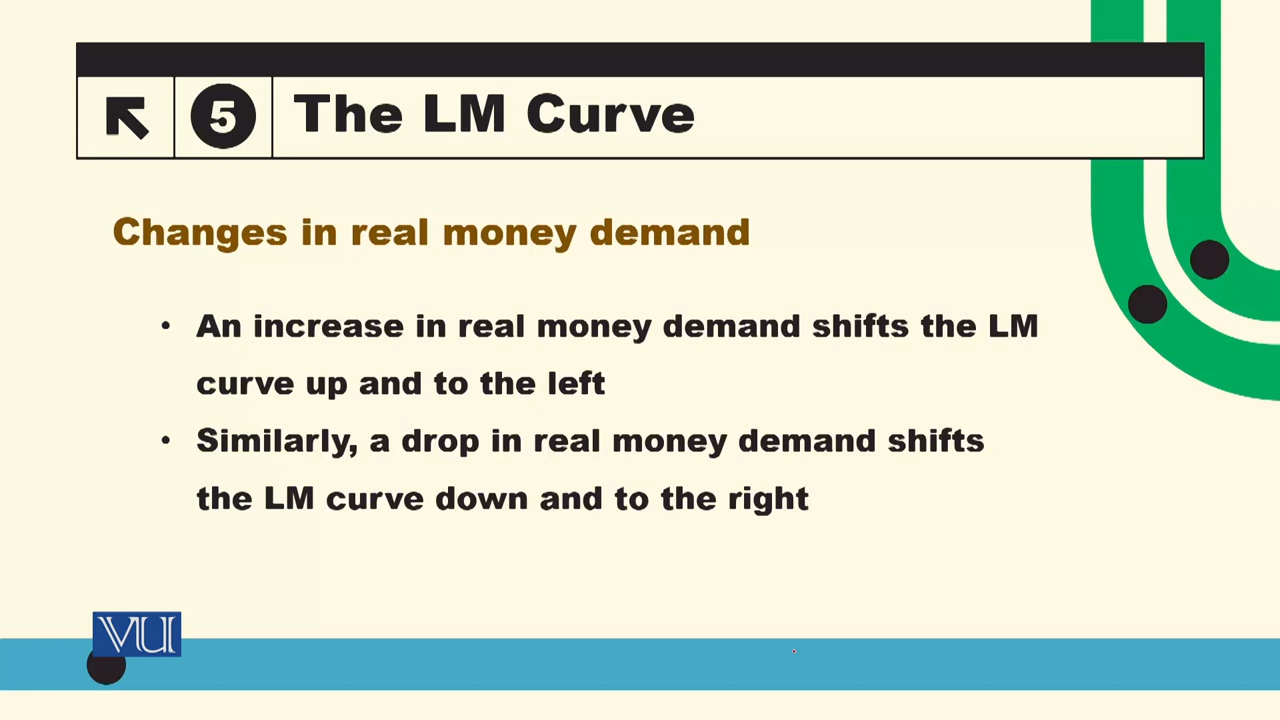 5 The LM Curve
Changes in real money demand
• An increase in real money demand shifts the LM
curve up and to the left
• Similarly, a drop in real money demand shifts
the LM curve down and to the right
VU